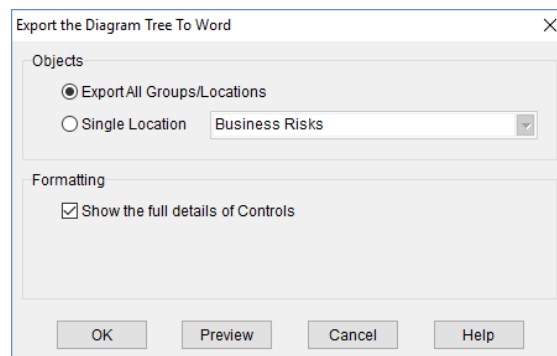 Export the Diagram Tree To Word
Objects
Export All Groups/Locations
Single Location Business Risks
Formatting
Show the full details of Controls
OK Preview Cancel Help